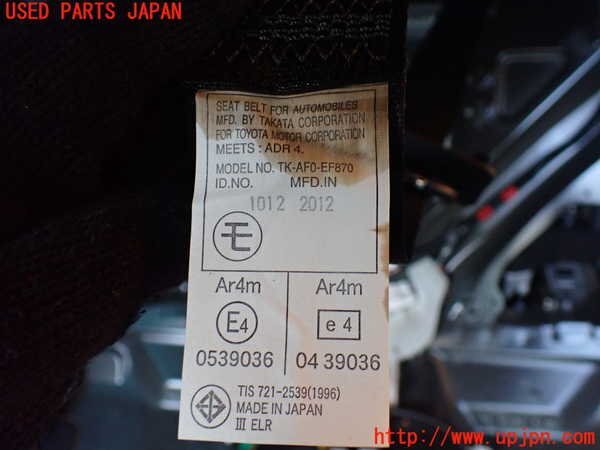 USED PARTS JAPAN
SEAT BELT FOR AUTOMOBILES
MFD. BY TAKATA CORPORATION
FOR TOYOTA MOTOR CORPORATION
MEETS: ADR 4.
MODEL NO. TK-AF0-EF870
ID.NO. MFD.IN
1012 2012
モ
Ar4m Ar4m
E4 e 4
0539036 04 39036
TIS 721-2539(1996)
MADE IN JAPAN
III ELR
http://www.upjpn.com/